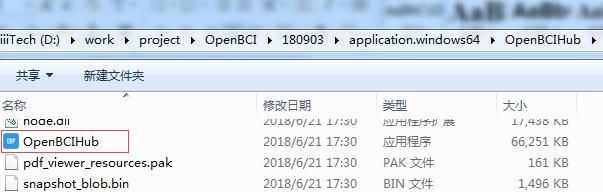 iiiTech (D:) ▸ work ▸ project ▸ OpenBCI ▸ 180903 ▸ application.windows64 ▸ OpenBCIHub ▸
共享 ▼ 新建文件夹
名称 修改日期 类型 大小
node.dll 2018/6/21 17:30 应用程序扩展 17,438 KB
OpenBCIHub 2018/6/21 17:30 应用程序 66,251 KB
pdf_viewer_resources.pak 2018/6/21 17:30 PAK 文件 161 KB
snapshot_blob.bin 2018/6/21 17:30 BIN 文件 1,496 KB